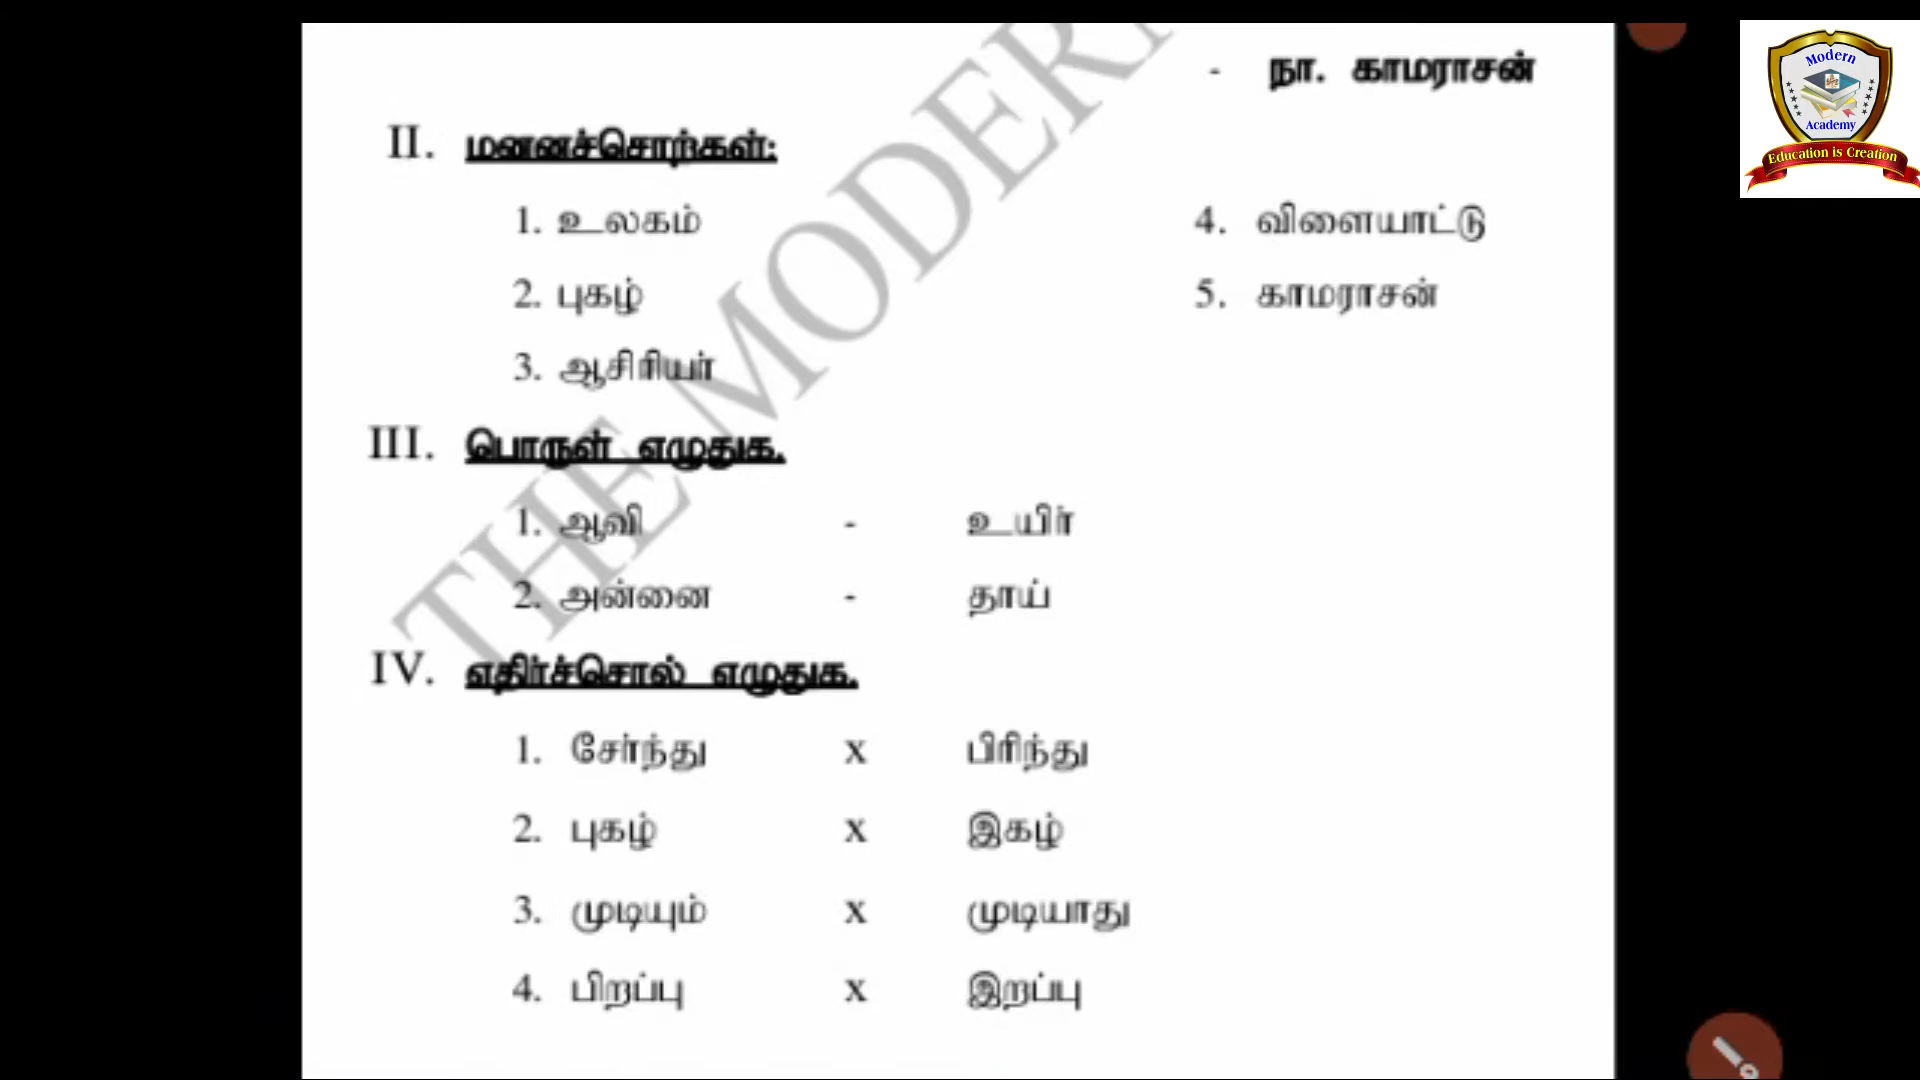 - நா. காமராசன்
II. மனனச்சொற்கள்:
1. உலகம் 4. விளையாட்டு
2. புகழ் 5. காமராசன்
3. ஆசிரியர்
III. பொருள் எழுதுக.
1. ஆவி - உயிர்
2. அன்னை - தாய்
IV. எதிர்ச்சொல் எழுதுக.
1. சேர்ந்து x பிரிந்து
2. புகழ் x இகழ்
3. முடியும் x முடியாது
4. பிறப்பு x இறப்பு
THE MODER
Modern
Academy
Education is Creation